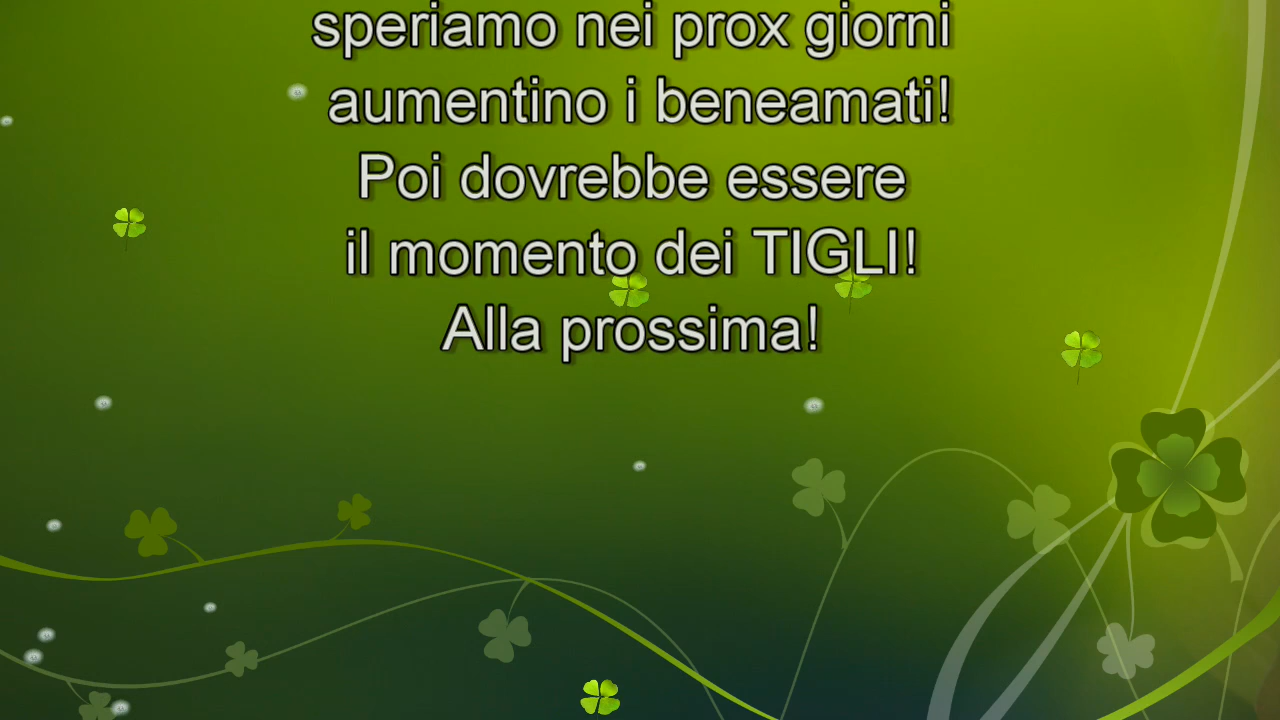 speriamo nei prox giorni
aumentino i beneamati!
Poi dovrebbe essere
il momento dei TIGLI!
Alla prossima!